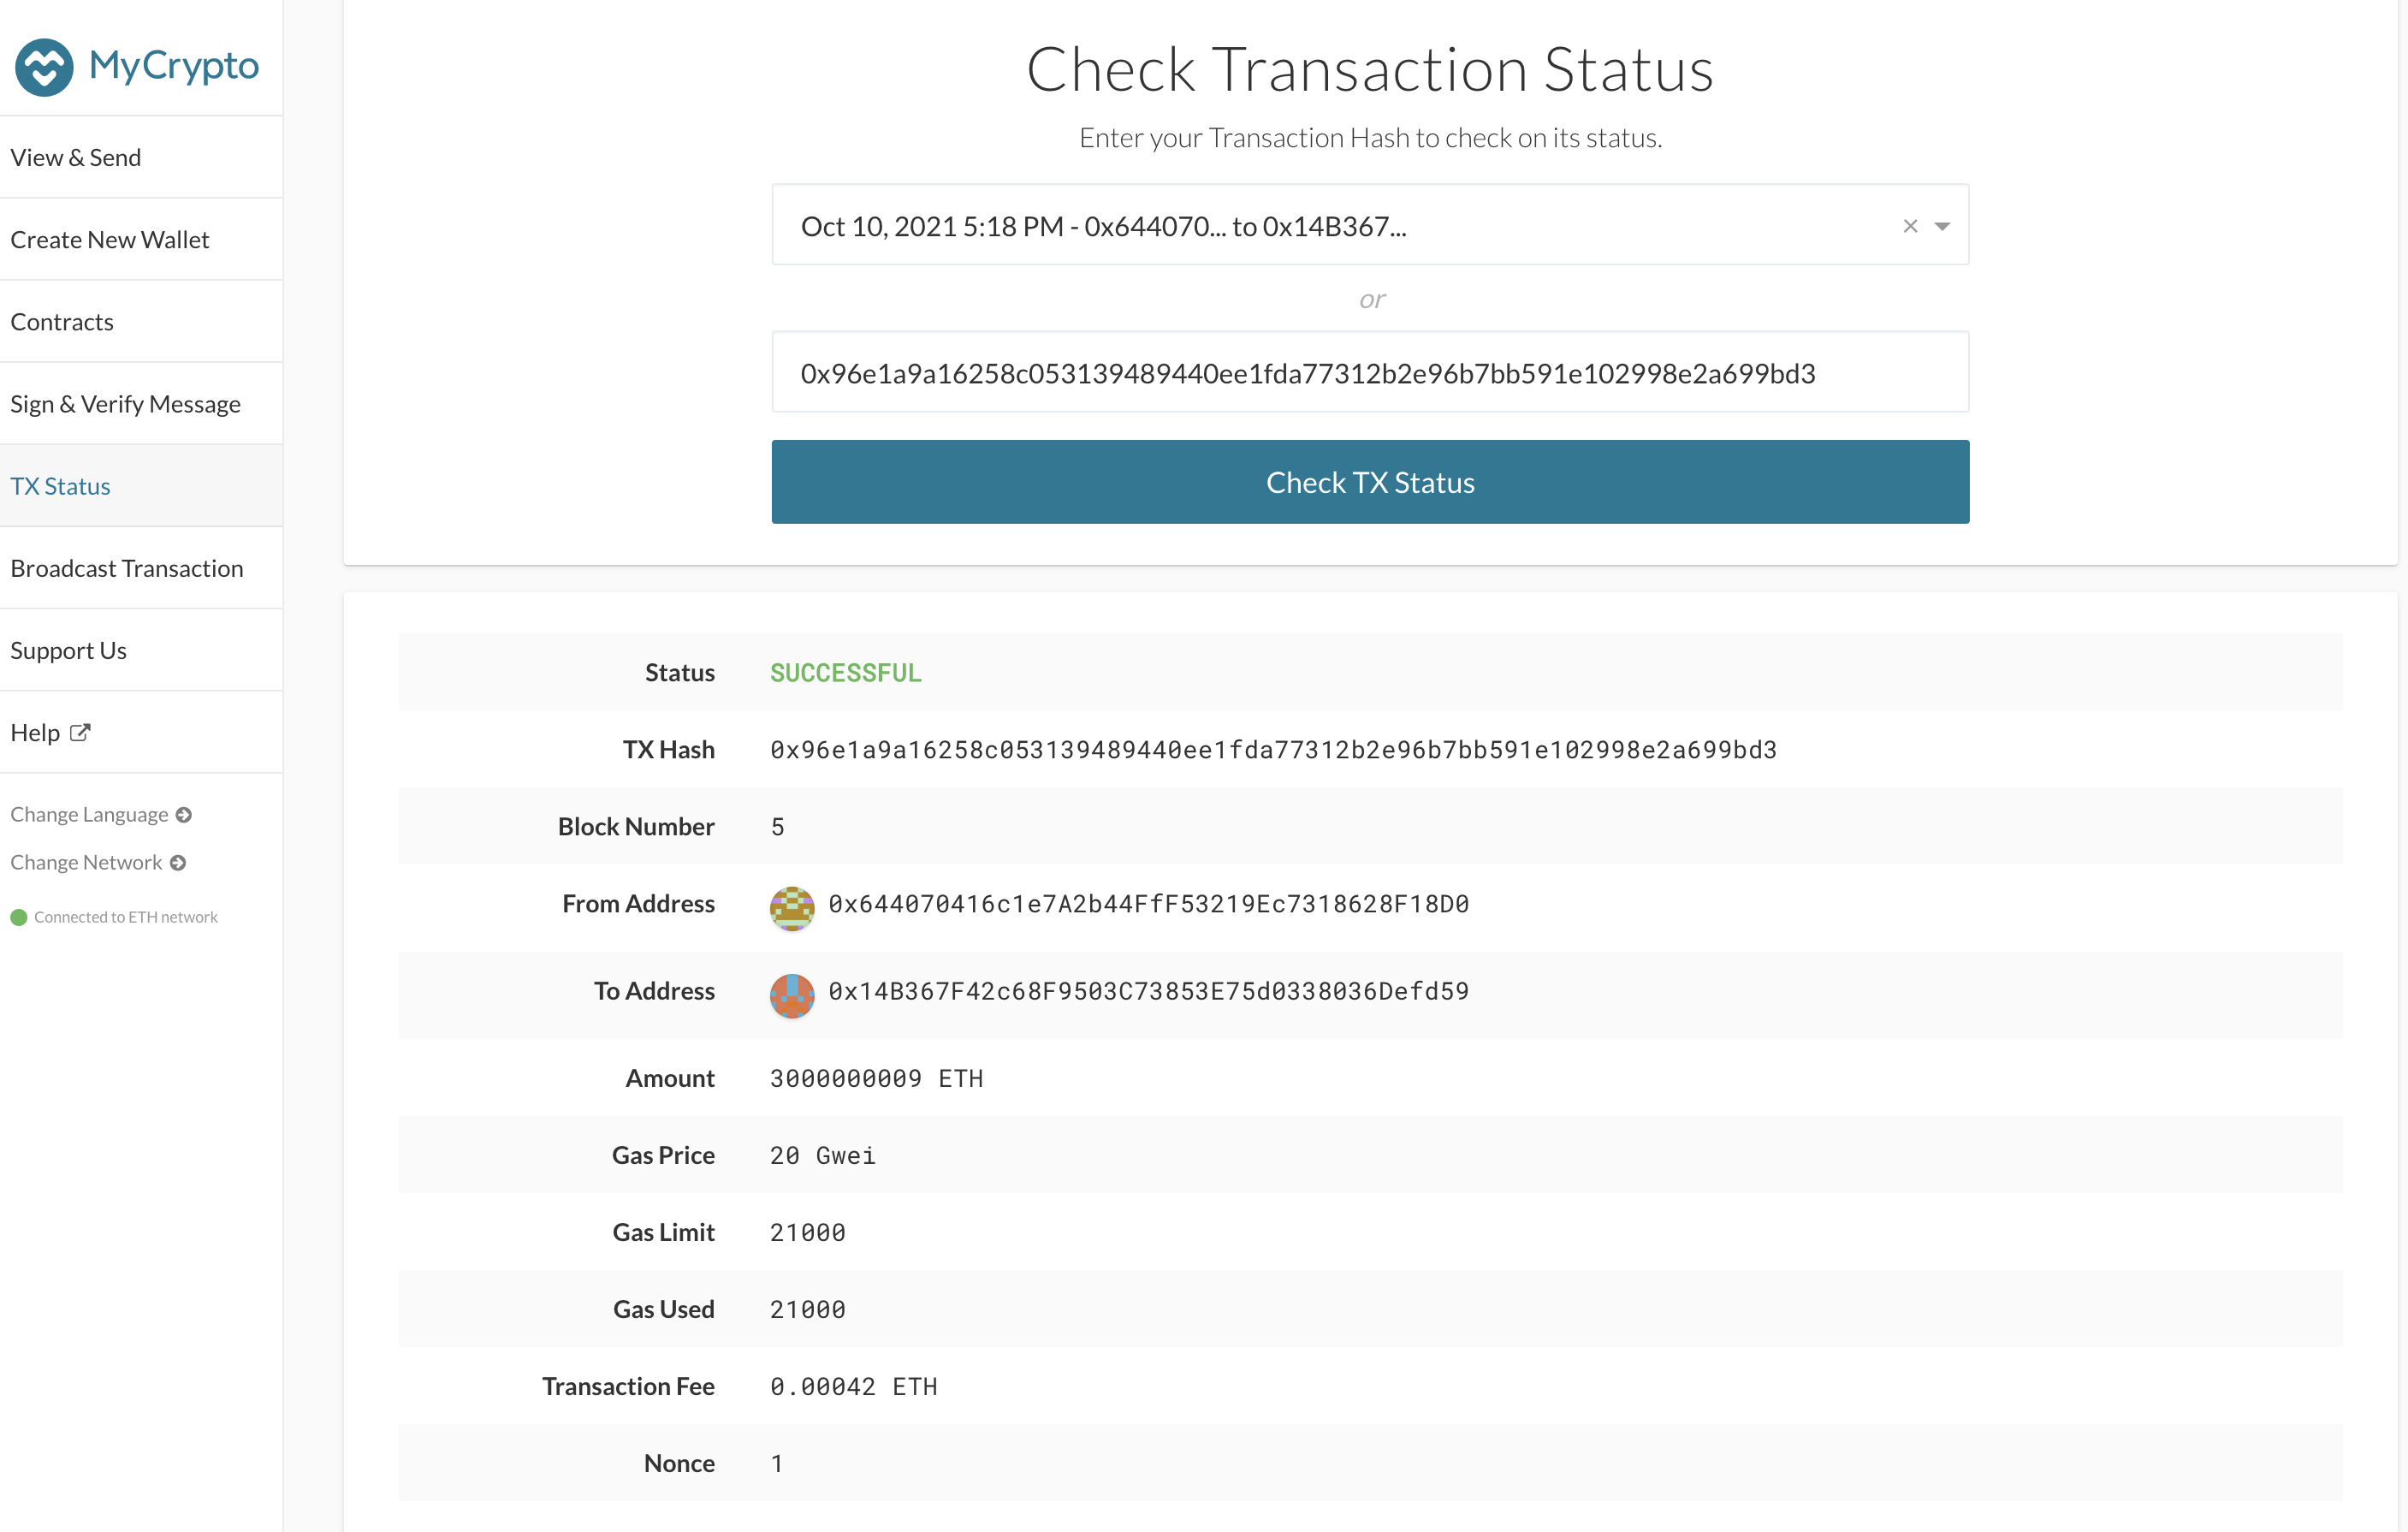 MyCrypto
View & Send
Create New Wallet
Contracts
Sign & Verify Message
TX Status
Broadcast Transaction
Support Us
Help
Change Language
Change Network
Connected to ETH network
Check Transaction Status
Enter your Transaction Hash to check on its status.
Oct 10, 2021 5:18 PM - 0x644070... to 0x14B367...
or
0x96e1a9a16258c053139489440ee1fda77312b2e96b7bb591e102998e2a699bd3
Check TX Status
Status SUCCESSFUL
TX Hash 0x96e1a9a16258c053139489440ee1fda77312b2e96b7bb591e102998e2a699bd3
Block Number 5
From Address 0x644070416c1e7A2b44FfF53219Ec7318628F18D0
To Address 0x14B367F42c68F9503C73853E75d0338036Defd59
Amount 3000000009 ETH
Gas Price 20 Gwei
Gas Limit 21000
Gas Used 21000
Transaction Fee 0.00042 ETH
Nonce 1